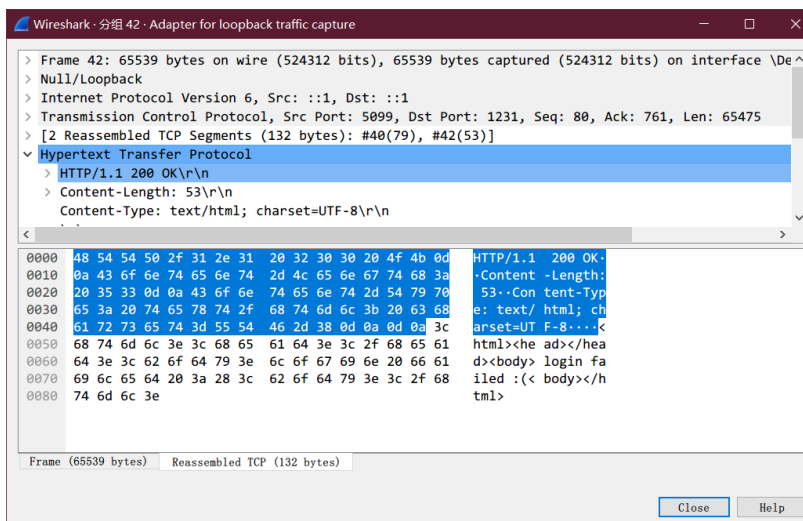 Wireshark · 分组 42 · Adapter for loopback traffic capture
Frame 42: 65539 bytes on wire (524312 bits), 65539 bytes captured (524312 bits) on interface \De
Null/Loopback
Internet Protocol Version 6, Src: ::1, Dst: ::1
Transmission Control Protocol, Src Port: 5099, Dst Port: 1231, Seq: 80, Ack: 761, Len: 65475
[2 Reassembled TCP Segments (132 bytes): #40(79), #42(53)]
Hypertext Transfer Protocol
HTTP/1.1 200 OK\r\n
Content-Length: 53\r\n
Content-Type: text/html; charset=UTF-8\r\n
0000 48 54 54 50 2f 31 2e 31 20 32 30 30 20 4f 4b 0d HTTP/1.1 200 OK·
0010 0a 43 6f 6e 74 65 6e 74 2d 4c 65 6e 67 74 68 3a ·Content -Length:
0020 20 35 33 0d 0a 43 6f 6e 74 65 6e 74 2d 54 79 70 53··Con tent-Typ
0030 65 3a 20 74 65 78 74 2f 68 74 6d 6c 3b 20 63 68 e: text/ html; ch
0040 61 72 73 65 74 3d 55 54 46 2d 38 0d 0a 0d 0a 3c arset=UT F-8····<
0050 68 74 6d 6c 3e 3c 68 65 61 64 3e 3c 2f 68 65 61 html><he ad></hea
0060 64 3e 3c 62 6f 64 79 3e 6c 6f 67 69 6e 20 66 61 d><body> login fa
0070 69 6c 65 64 20 3a 28 3c 62 6f 64 79 3e 3c 2f 68 iled :(< body></h
0080 74 6d 6c 3e tml>
Frame (65539 bytes) Reassembled TCP (132 bytes)
Close Help